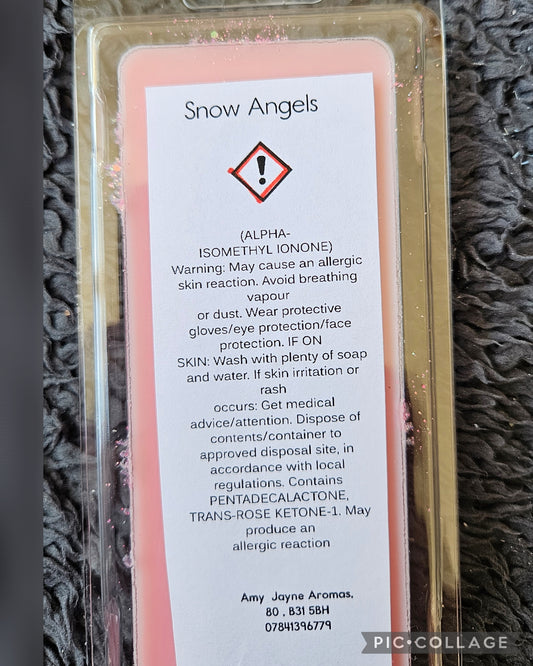 Snow Angels
(ALPHA-
ISOMETHYL IONONE)
Warning: May cause an allergic
skin reaction. Avoid breathing
vapour
or dust. Wear protective
gloves/eye protection/face
protection. IF ON
SKIN: Wash with plenty of soap
and water. If skin irritation or
rash
occurs: Get medical
advice/attention. Dispose of
contents/container to
approved disposal site, in
accordance with local
regulations. Contains
PENTADECALACTONE,
TRANS-ROSE KETONE-1. May
produce an
allergic reaction
Amy Jayne Aromas,
80 , B31 5BH
07841396779
PIC•COLLAGE